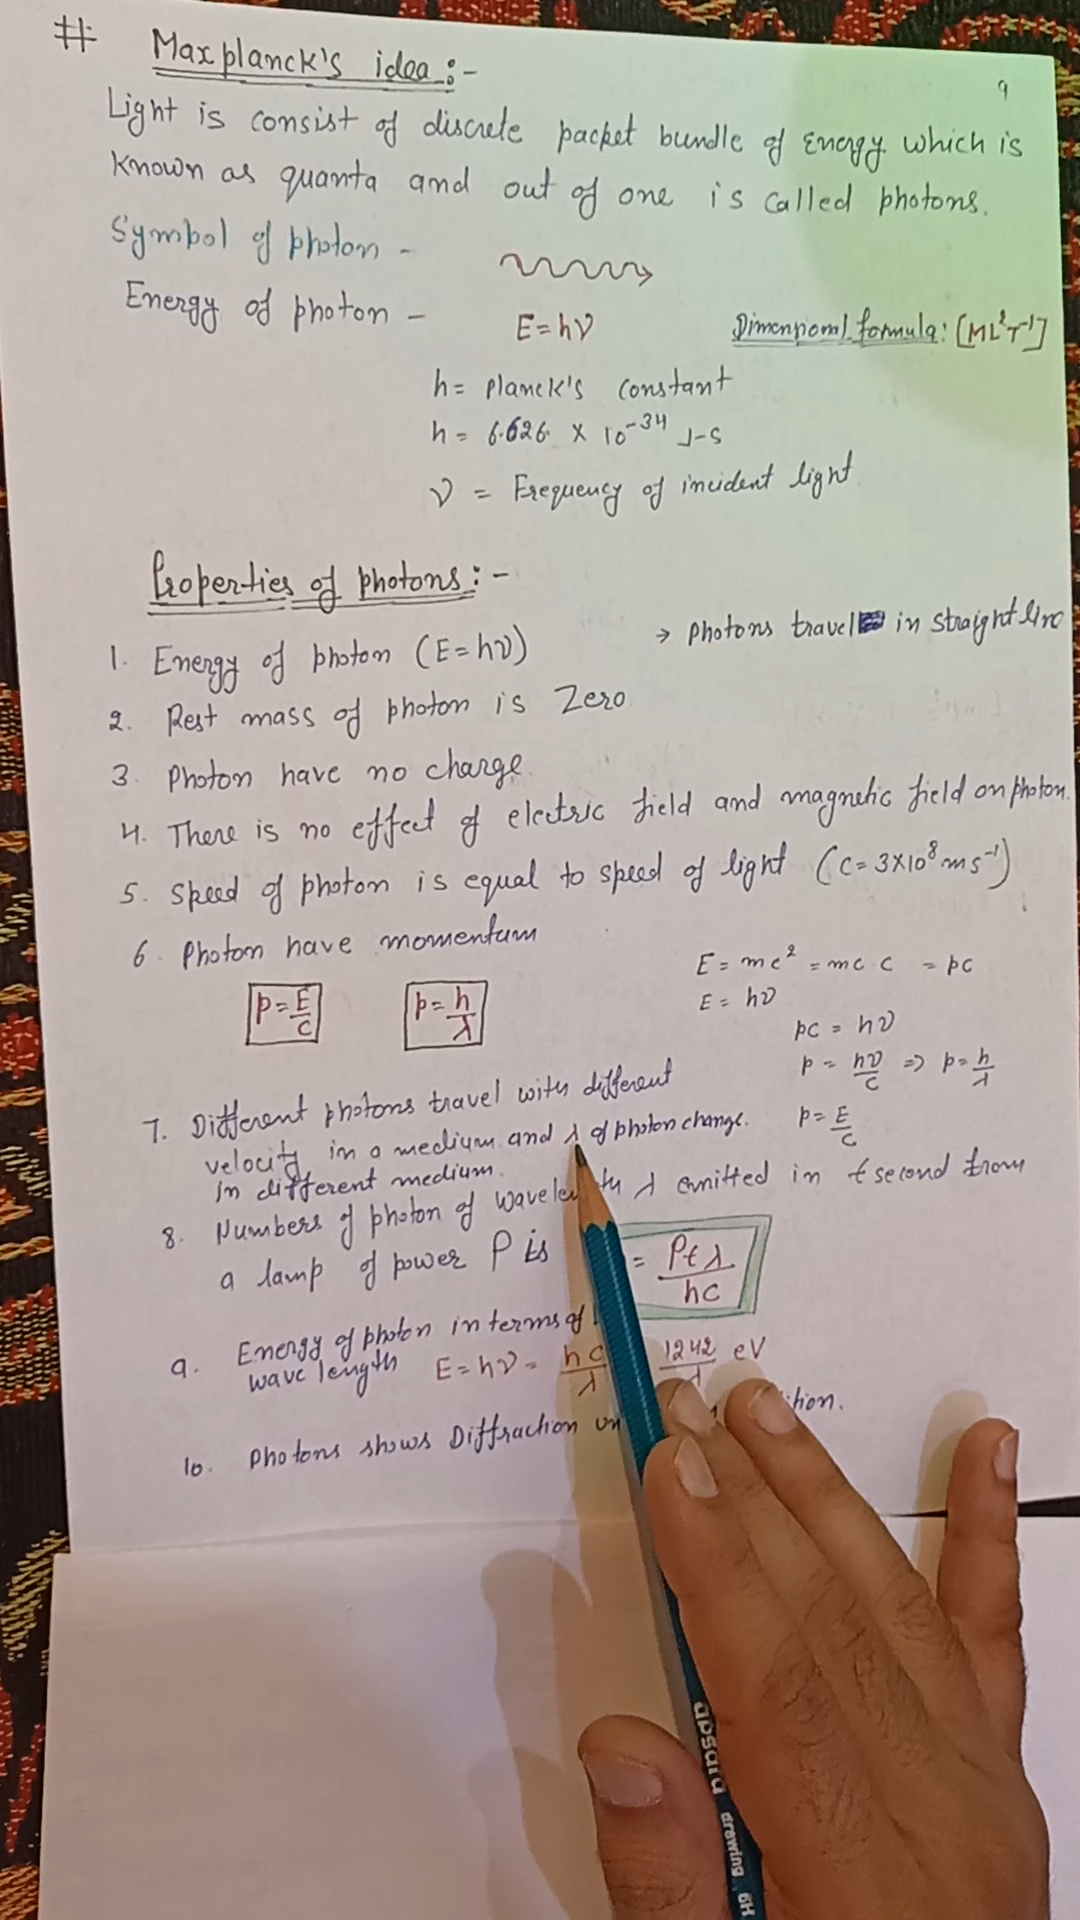 # Max planck's idea :-
9
Light is consist of discrete packet bundle of Energy which is
known as quanta and out of one is called photons.
Symbol of photon -
Energy of photon - E = hν
Dimensional formula: [ML²T⁻¹]
h = Planck's constant
h = 6.626 × 10⁻³⁴ J-S
ν = Frequency of incident light
Properties of photons :-
→ Photons travel in straight line
1. Energy of photon (E = hν)
2. Rest mass of photon is Zero
3. Photon have no charge.
4. There is no effect of electric field and magnetic field on photon.
5. Speed of photon is equal to speed of light (C = 3×10⁸ ms⁻¹)
6. Photon have momentum
p = E/C p = h/λ
E = mc² = mc c = pc
E = hν
pc = hν
p = hν/c ⇒ p = h/λ
p = E/C
7. Different photons travel with different
velocity in a medium and λ of photon change.
in different medium.
8. Numbers of photon of λ emitted in t second from
a lamp of power P is = Ptλ/hc
9. Energy of photon in terms of
wave length E = hν = hc/λ 1242/λ eV
10. Photons shows Diffraction
apsara drawing 6H